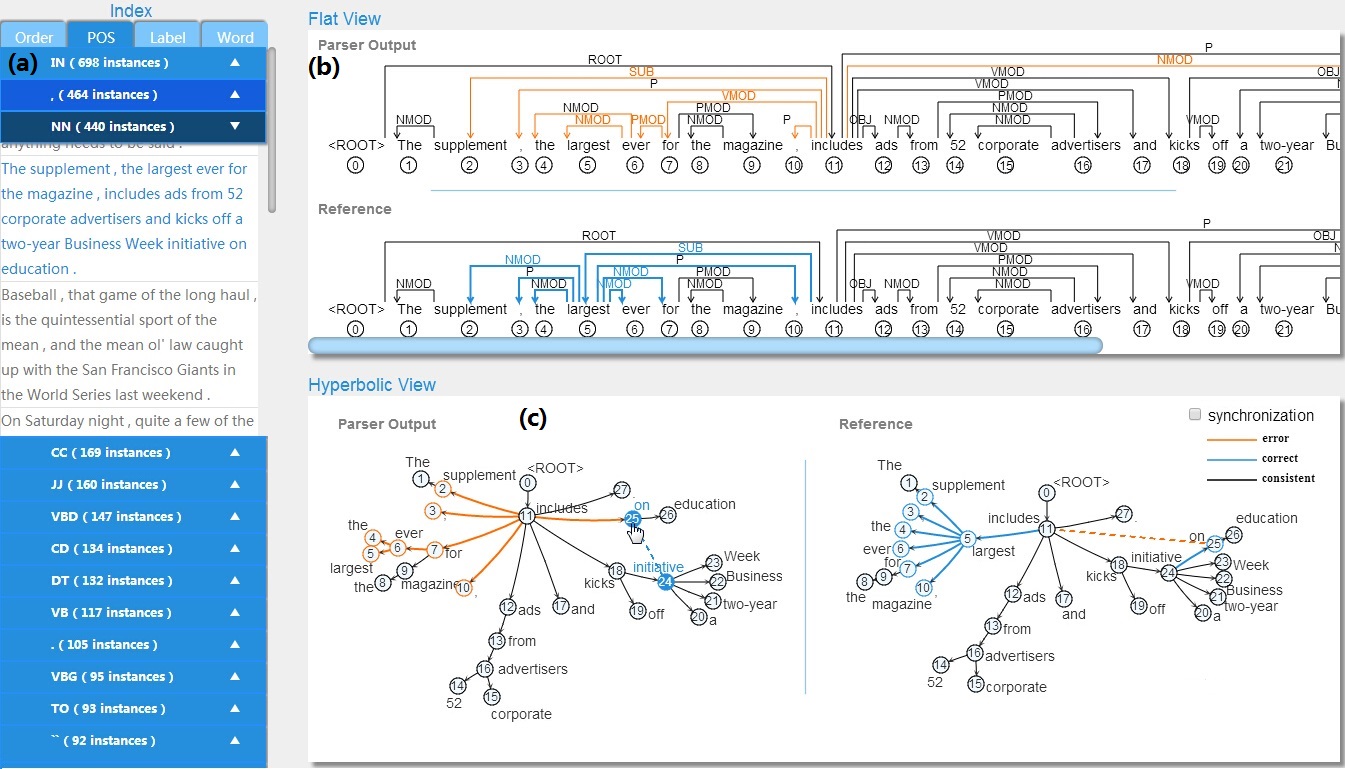 Index
Order POS Label Word
(a) IN ( 698 instances )
, ( 464 instances )
NN ( 440 instances )
anything needs to be said .
The supplement , the largest ever for
the magazine , includes ads from 52
corporate advertisers and kicks off a
two-year Business Week initiative on
education .
Baseball , that game of the long haul ,
is the quintessential sport of the
mean , and the mean ol' law caught
up with the San Francisco Giants in
the World Series last weekend .
On Saturday night , quite a few of the
CC ( 169 instances )
JJ ( 160 instances )
VBD ( 147 instances )
CD ( 134 instances )
DT ( 132 instances )
VB ( 117 instances )
. ( 105 instances )
VBG ( 95 instances )
TO ( 93 instances )
`` ( 92 instances )
Flat View
Parser Output
(b)
P
ROOT NMOD
SUB VMOD OBJ
P VMOD
VMOD PMOD
NMOD PMOD NMOD
NMOD NMOD PMOD NMOD P OBJ NMOD NMOD VMOD
<ROOT> The supplement , the largest ever for the magazine , includes ads from 52 corporate advertisers and kicks off a two-year Bu
0 1 2 3 4 5 6 7 8 9 10 11 12 13 14 15 16 17 18 19 20 21
Reference
P
ROOT VMOD OBJ
SUB VMOD
NMOD P PMOD
P NMOD PMOD NMOD
NMOD NMOD NMOD NMOD OBJ NMOD NMOD VMOD
<ROOT> The supplement , the largest ever for the magazine , includes ads from 52 corporate advertisers and kicks off a two-year Bu
0 1 2 3 4 5 6 7 8 9 10 11 12 13 14 15 16 17 18 19 20 21
Hyperbolic View
Parser Output
(c)
The
1
supplement
2
<ROOT>
0
3 ,
includes
11
27 .
on
25
education
26
the
4
ever
6
5
largest
7 for
9
the 8
magazine
10 ,
kicks
18
initiative
24
Week
23
Business
22
two-year
21
20 a
12 ads
17 and
19 off
13 from
16 advertisers
14
52
15
corporate
Reference
synchronization
error
correct
consistent
The
1
supplement
2
<ROOT>
0
3 ,
includes
11
27 .
education
26
on
25
the 4
5
largest
ever 6
for
7
9
8
the
magazine
10 ,
initiative
24
kicks
18
23 Week
22
Business
21
two-year
20 a
12 ads
17
and
19 off
13 from
16 advertisers
14
52
15 corporate